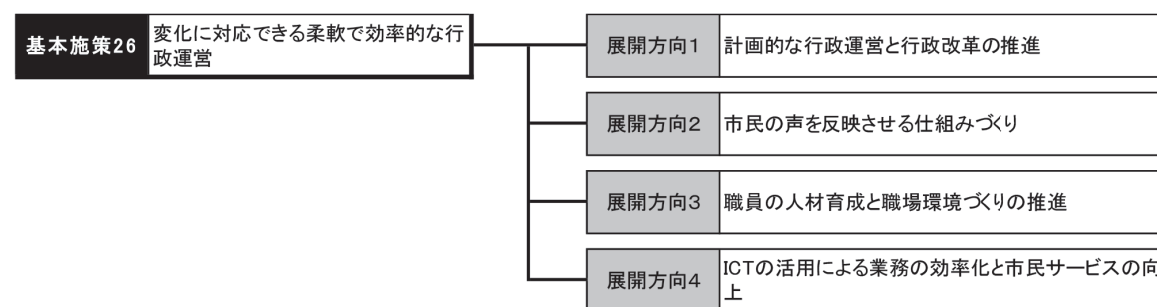 基本施策26
変化に対応できる柔軟で効率的な行
政運営
展開方向1
計画的な行政運営と行政改革の推進
展開方向2
市民の声を反映させる仕組みづくり
展開方向3
職員の人材育成と職場環境づくりの推進
展開方向4
ICTの活用による業務の効率化と市民サービスの向
上